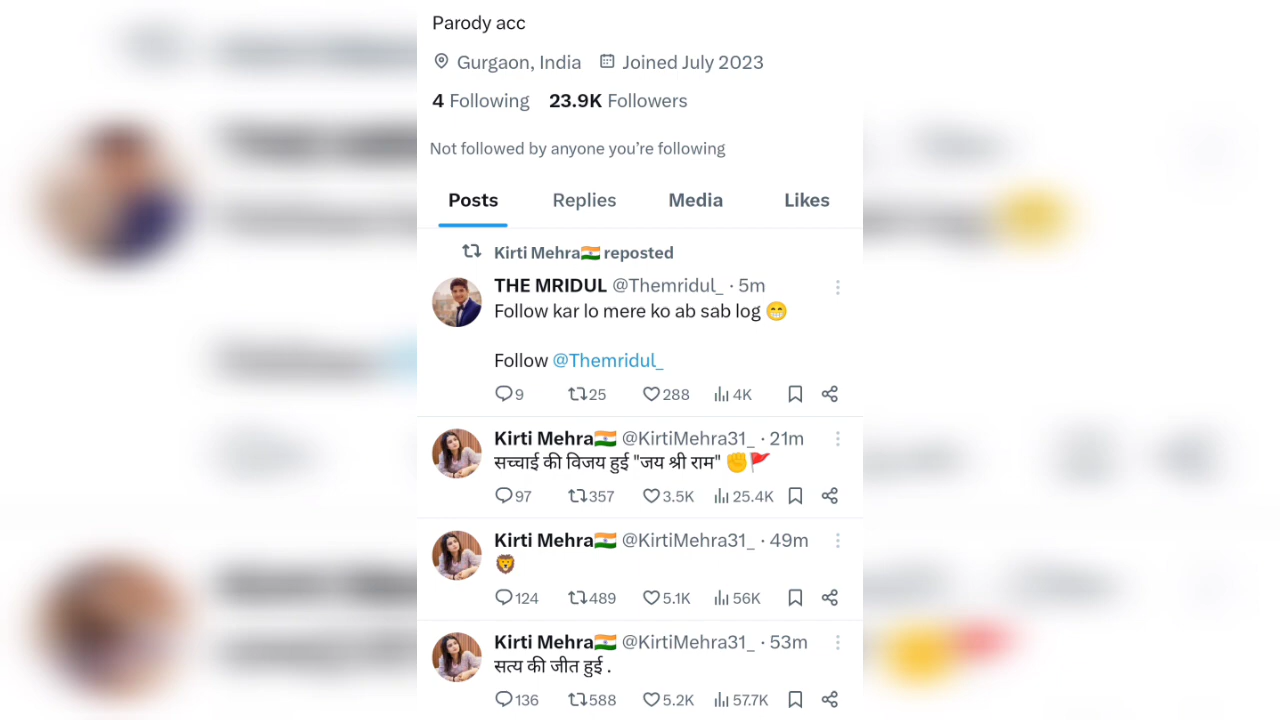 Parody acc
Gurgaon, India Joined July 2023
4 Following 23.9K Followers
Not followed by anyone you're following
Posts Replies Media Likes
Kirti Mehra🇮🇳 reposted
THE MRIDUL @Themridul_ · 5m
Follow kar lo mere ko ab sab log 😁
Follow @Themridul_
9 25 288 4K
Kirti Mehra🇮🇳 @KirtiMehra31_ · 21m
सच्चाई की विजय हुई "जय श्री राम" ✊🚩
97 357 3.5K 25.4K
Kirti Mehra🇮🇳 @KirtiMehra31_ · 49m
🦁
124 489 5.1K 56K
Kirti Mehra🇮🇳 @KirtiMehra31_ · 53m
सत्य की जीत हुई .
136 588 5.2K 57.7K